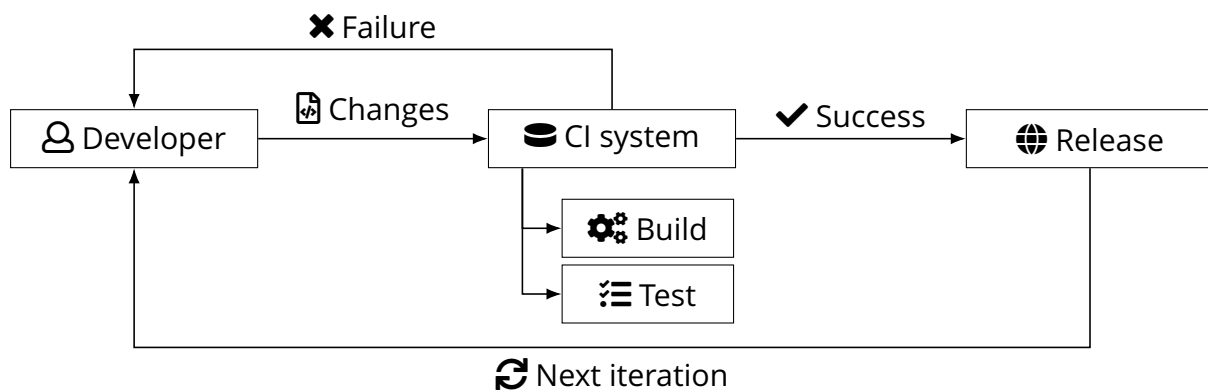 Failure
Changes
Success
Developer
CI system
Release
Build
Test
Next iteration